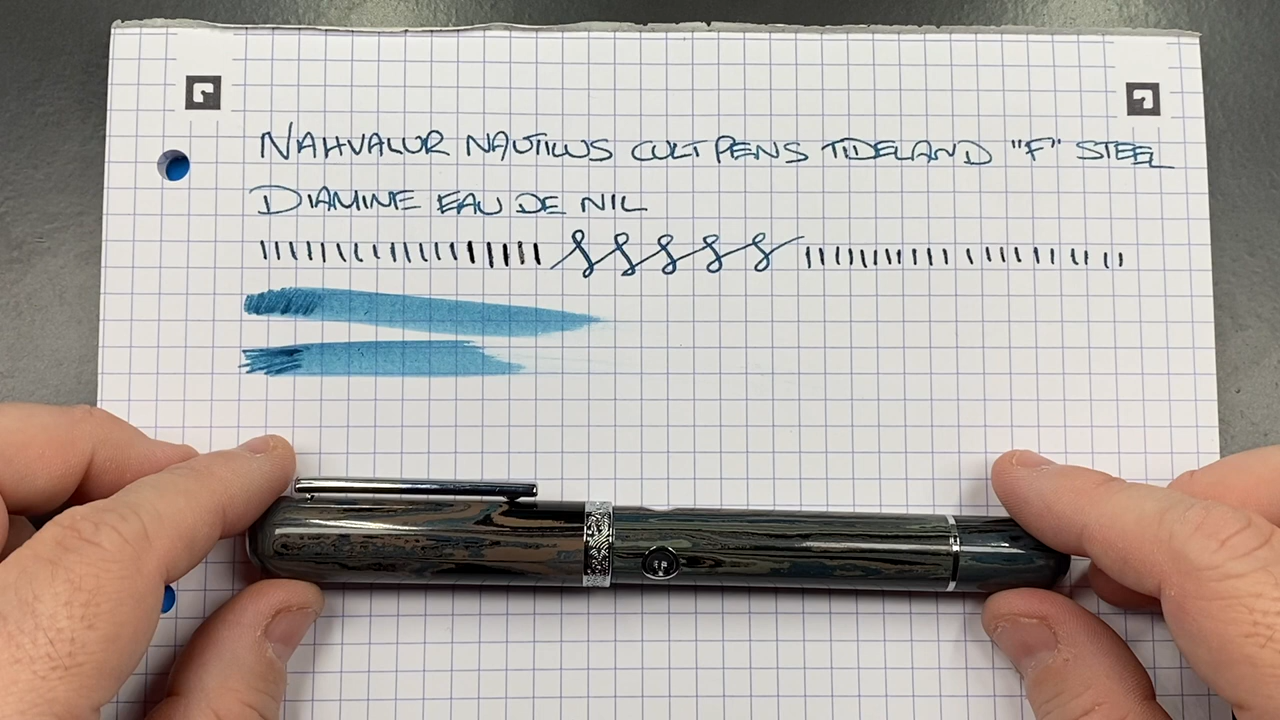 NAHVALUR NAUTILUS CULT PENS TIDELAND "F" STEEL
DIAMINE EAU DE NIL